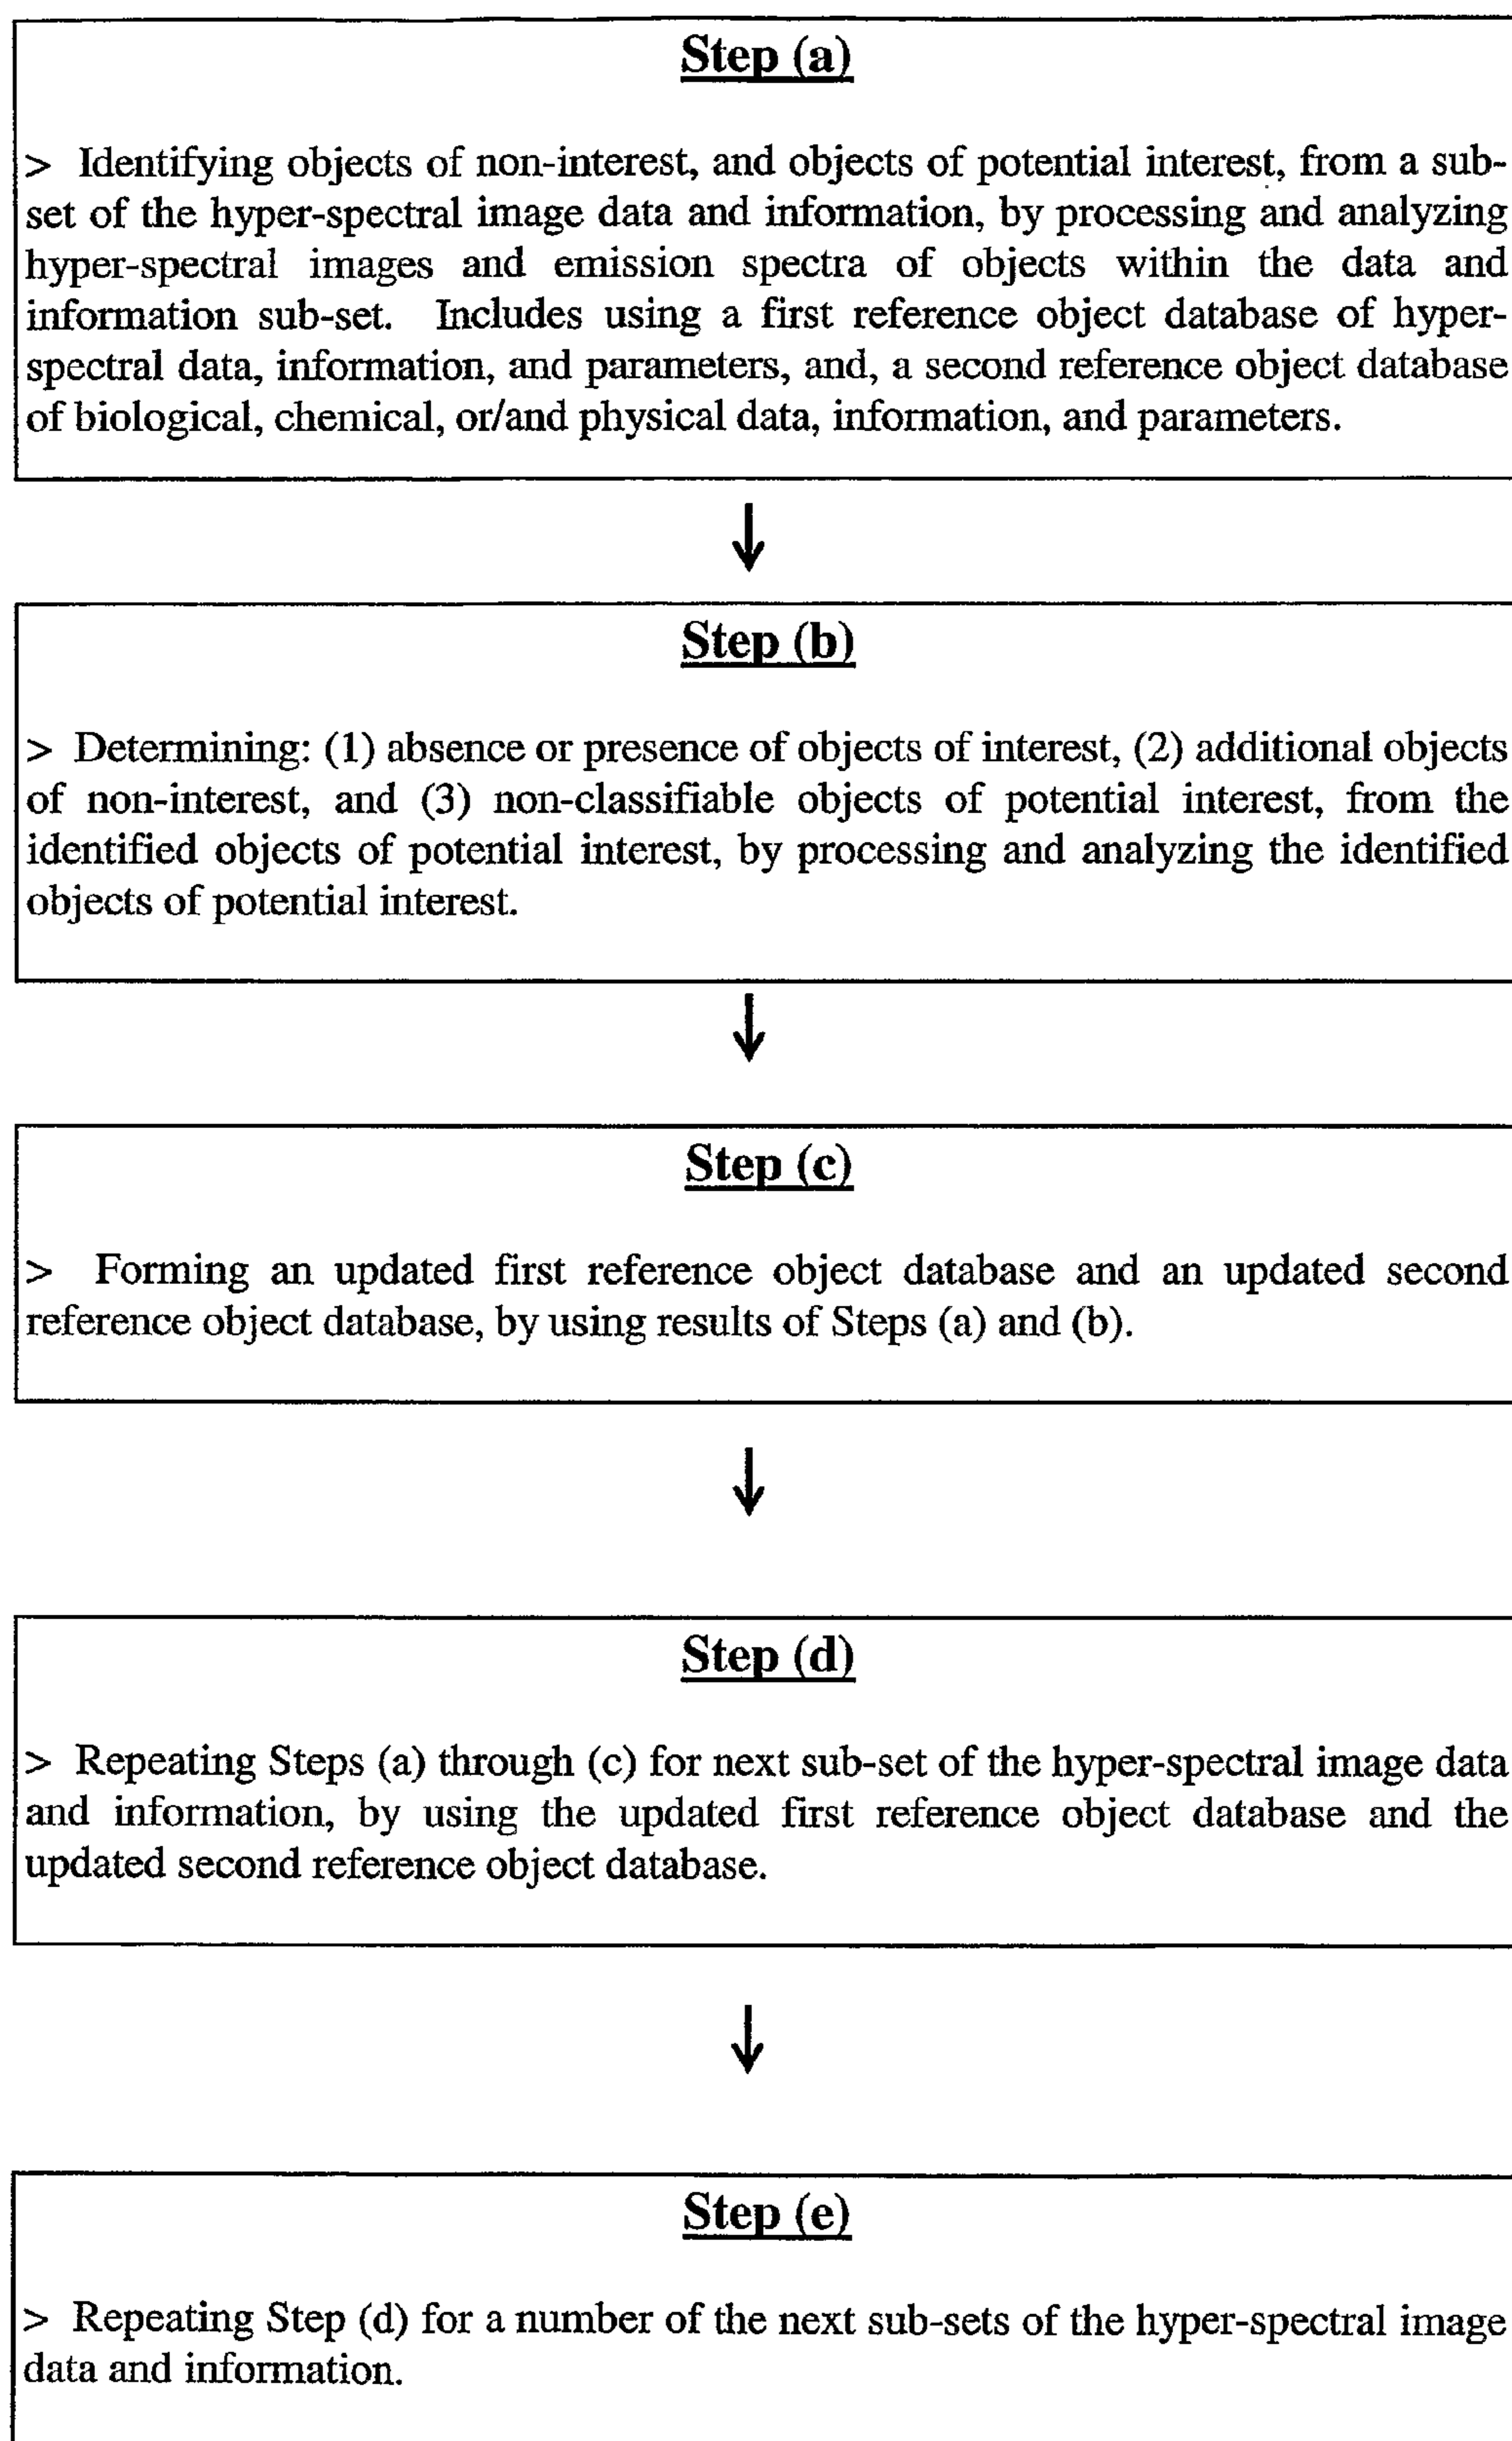 Step (a)
> Identifying objects of non-interest, and objects of potential interest, from a sub-
set of the hyper-spectral image data and information, by processing and analyzing
hyper-spectral images and emission spectra of objects within the data and
information sub-set. Includes using a first reference object database of hyper-
spectral data, information, and parameters, and, a second reference object database
of biological, chemical, or/and physical data, information, and parameters.
Step (b)
> Determining: (1) absence or presence of objects of interest, (2) additional objects
of non-interest, and (3) non-classifiable objects of potential interest, from the
identified objects of potential interest, by processing and analyzing the identified
objects of potential interest.
Step (c)
> Forming an updated first reference object database and an updated second
reference object database, by using results of Steps (a) and (b).
Step (d)
> Repeating Steps (a) through (c) for next sub-set of the hyper-spectral image data
and information, by using the updated first reference object database and the
updated second reference object database.
Step (e)
> Repeating Step (d) for a number of the next sub-sets of the hyper-spectral image
data and information.